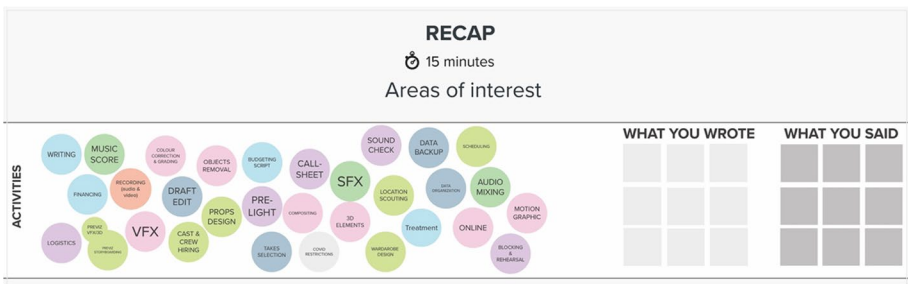 RECAP
15 minutes
Areas of interest
ACTIVITIES
WRITING
MUSIC
SCORE
COLOUR
CORRECTION
& GRADING
OBJECTS
REMOVAL
BUDGETING
SCRIPT
CALL-
SHEET
SOUND
CHECK
DATA
BACKUP
SCHEDULING
FINANCING
RECORDING
(audio &
video)
DRAFT
EDIT
PROPS
DESIGN
PRE-
LIGHT
COMPOSITING
SFX
3D
ELEMENTS
LOCATION
SCOUTING
DATA
ORGANIZATION
AUDIO
MIXING
MOTION
GRAPHIC
LOGISTICS
PREVIZ
VFX/3D
PREVIZ
STORYBOARDING
VFX
CAST &
CREW
HIRING
TAKES
SELECTION
COVID
RESTRICTIONS
WARDROBE
DESIGN
Treatment
ONLINE
BLOCKING
&
REHEARSAL
WHAT YOU WROTE
WHAT YOU SAID